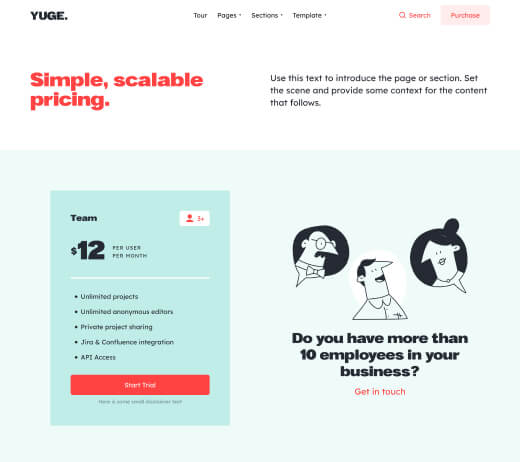 YUGE.
Tour Pages Sections Template Search Purchase
Simple, scalable
pricing.
Use this text to introduce the page or section. Set
the scene and provide some context for the content
that follows.
Team
3+
$12
PER USER
PER MONTH
Unlimited projects
Unlimited anonymous editors
Private project sharing
Jira & Confluence integration
API Access
Start Trial
Here is some small disclaimer text
Do you have more than
10 employees in your
business?
Get in touch